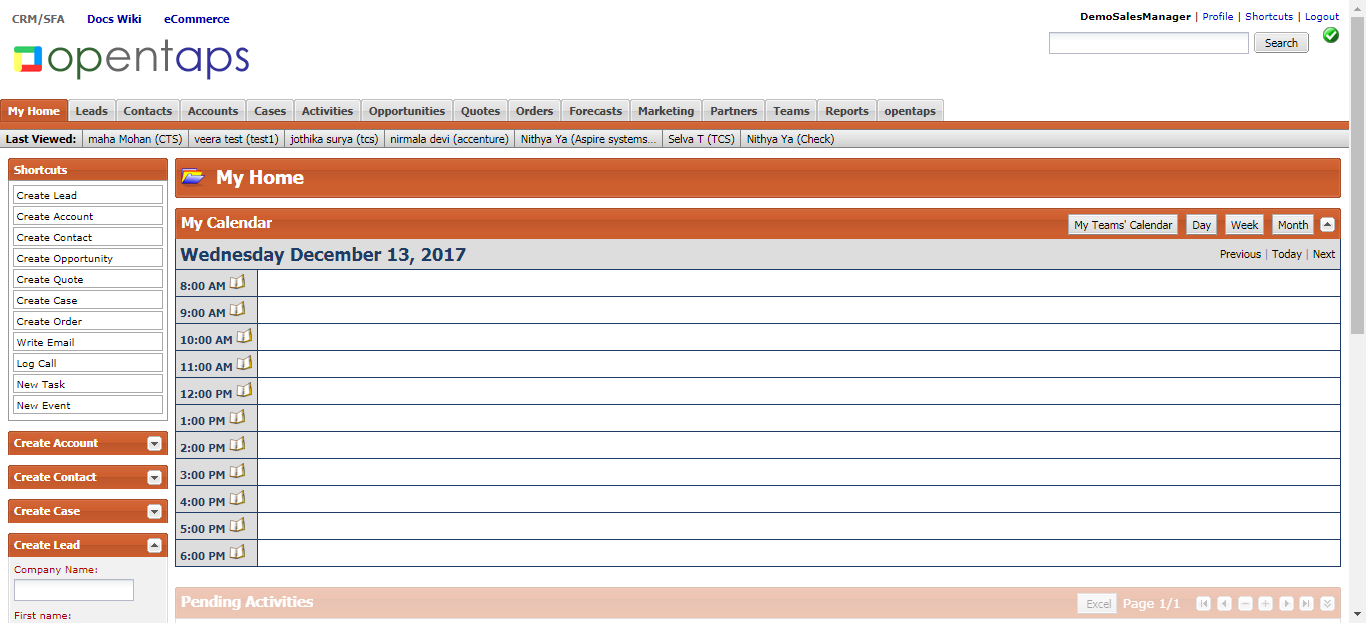 CRM/SFA Docs Wiki eCommerce
DemoSalesManager | Profile | Shortcuts | Logout
opentaps
Search
My Home Leads Contacts Accounts Cases Activities Opportunities Quotes Orders Forecasts Marketing Partners Teams Reports opentaps
Last Viewed: maha Mohan (CTS) veera test (test1) jothika surya (tcs) nirmala devi (accenture) Nithya Ya (Aspire systems... Selva T (TCS) Nithya Ya (Check)
Shortcuts
Create Lead
Create Account
Create Contact
Create Opportunity
Create Quote
Create Case
Create Order
Write Email
Log Call
New Task
New Event
Create Account
Create Contact
Create Case
Create Lead
Company Name:
First name:
My Home
My Calendar My Teams' Calendar Day Week Month
Wednesday December 13, 2017 Previous | Today | Next
8:00 AM
9:00 AM
10:00 AM
11:00 AM
12:00 PM
1:00 PM
2:00 PM
3:00 PM
4:00 PM
5:00 PM
6:00 PM
Pending Activities Excel Page 1/1